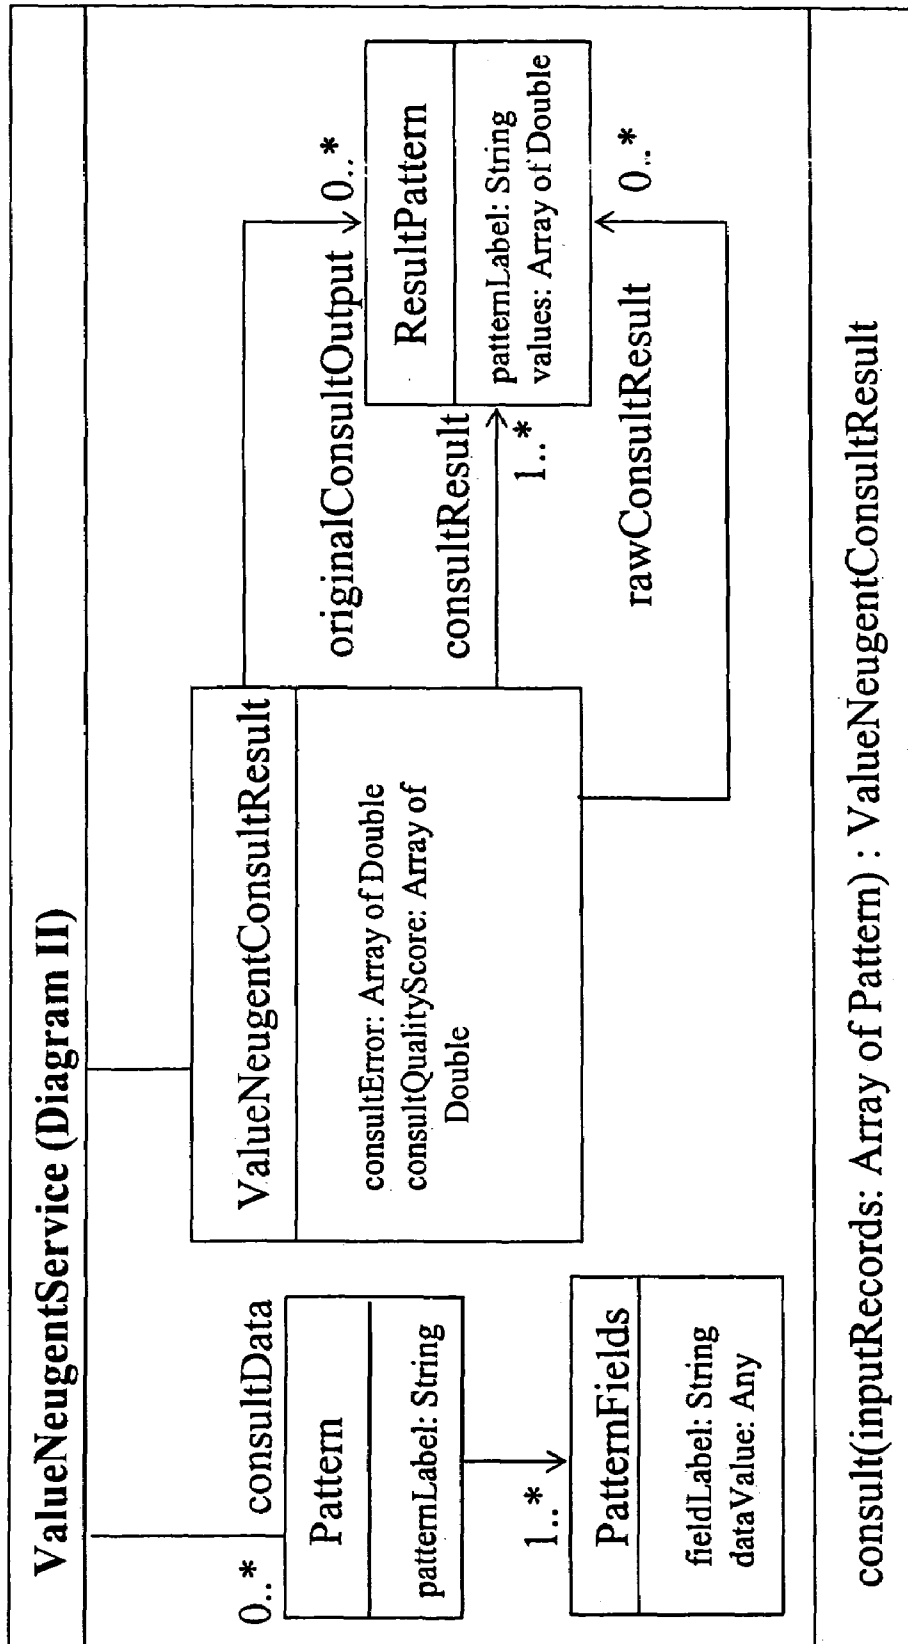 ValueNeugentService (Diagram II)
0..*
consultData
Pattern
patternLabel: String
1..*
PatternFields
fieldLabel: String
dataValue: Any
ValueNeugentConsultResult
consultError: Array of Double
consultQualityScore: Array of
Double
originalConsultOutput
0..*
consultResult
1..*
rawConsultResult
0..*
ResultPattern
patternLabel: String
values: Array of Double
consult(inputRecords: Array of Pattern) : ValueNeugentConsultResult